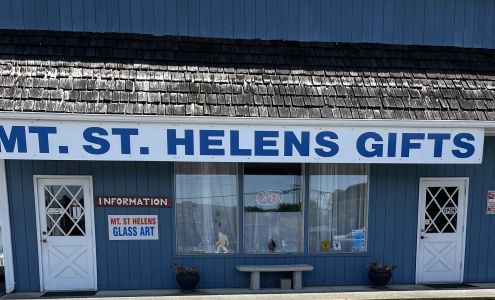 MT. ST. HELENS GIFTS
INFORMATION
MT. ST HELENS
GLASS ART
OPEN